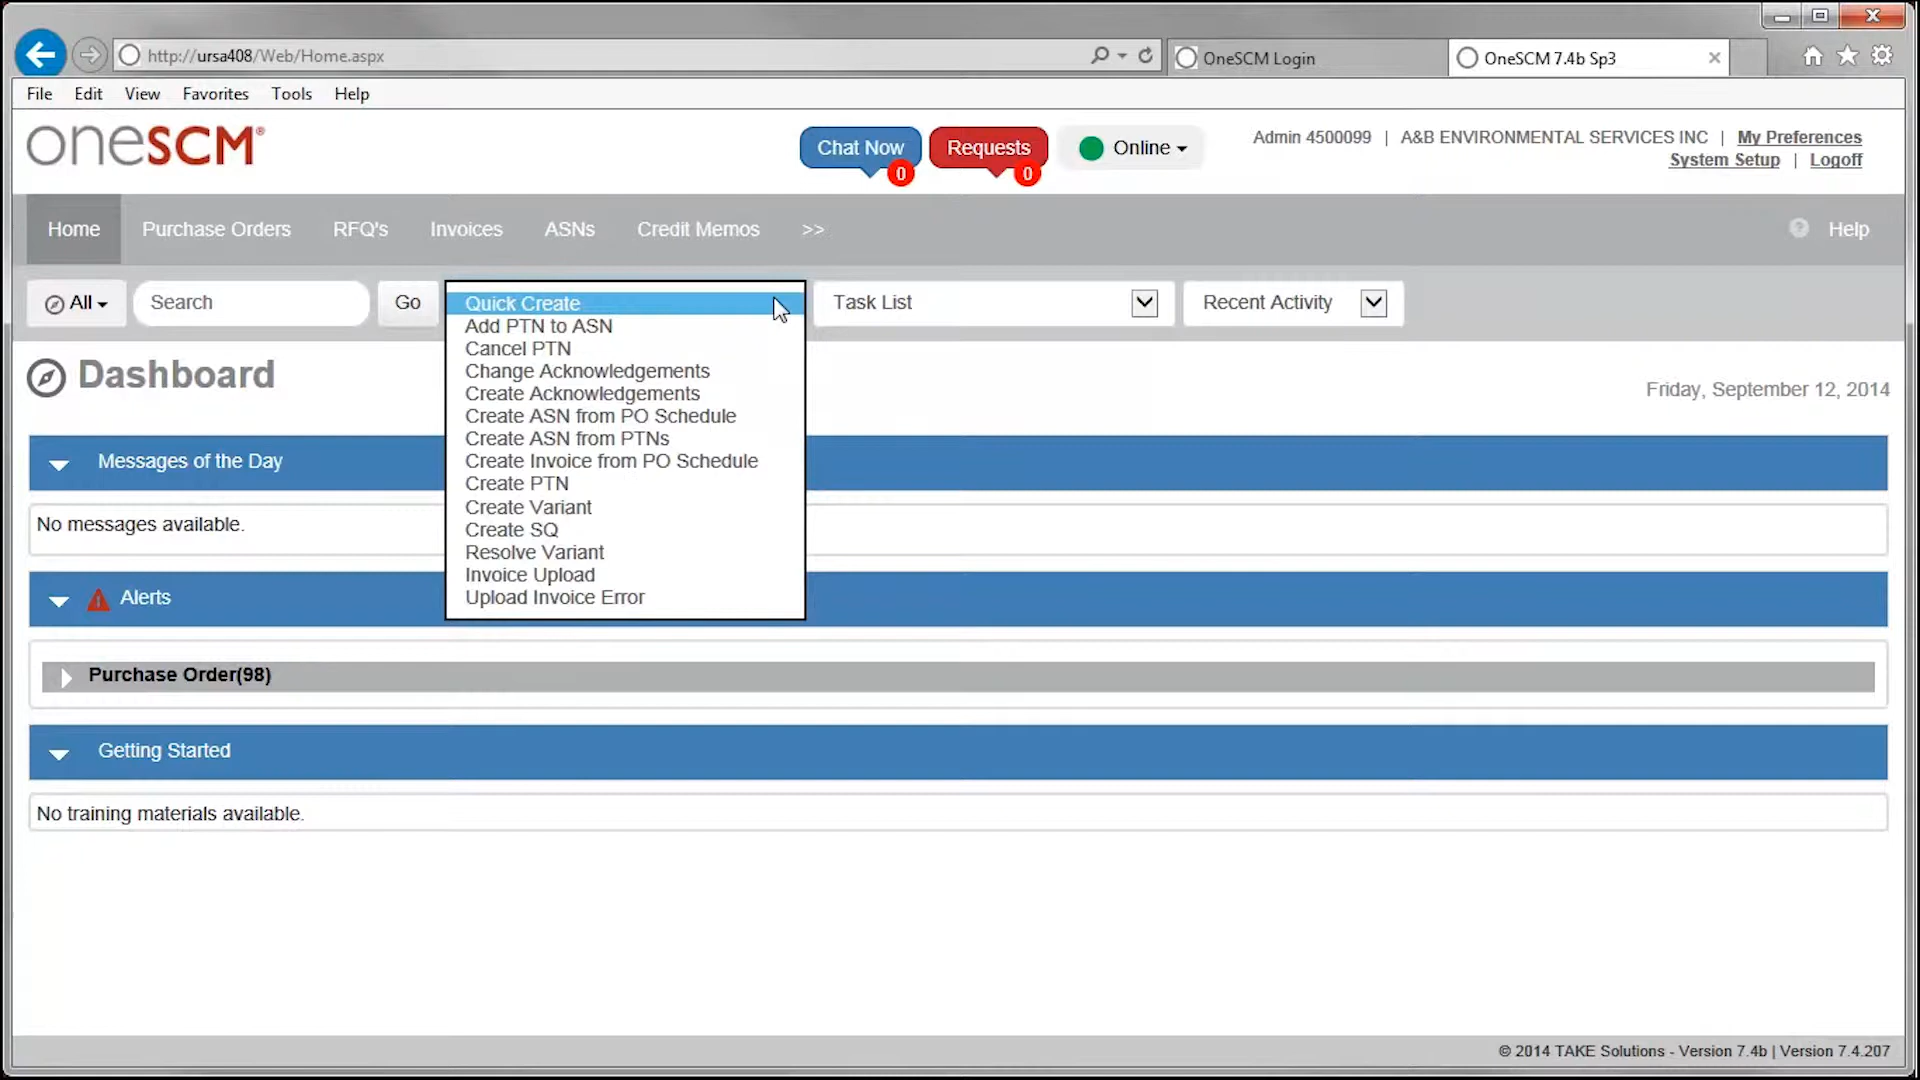 http://ursa408/Web/Home.aspx
OneSCM Login
OneSCM 7.4b Sp3
File Edit View Favorites Tools Help
oneSCM®
Chat Now
0
Requests
0
Online
Admin 4500099 | A&B ENVIRONMENTAL SERVICES INC | My Preferences
System Setup | Logoff
Home Purchase Orders RFQ's Invoices ASNs Credit Memos >>
? Help
All
Search
Go
Quick Create
Add PTN to ASN
Cancel PTN
Change Acknowledgements
Create Acknowledgements
Create ASN from PO Schedule
Create ASN from PTNs
Create Invoice from PO Schedule
Create PTN
Create Variant
Create SQ
Resolve Variant
Invoice Upload
Upload Invoice Error
Task List
Recent Activity
Dashboard
Friday, September 12, 2014
Messages of the Day
No messages available.
Alerts
Purchase Order(98)
Getting Started
No training materials available.
© 2014 TAKE Solutions - Version 7.4b | Version 7.4.207